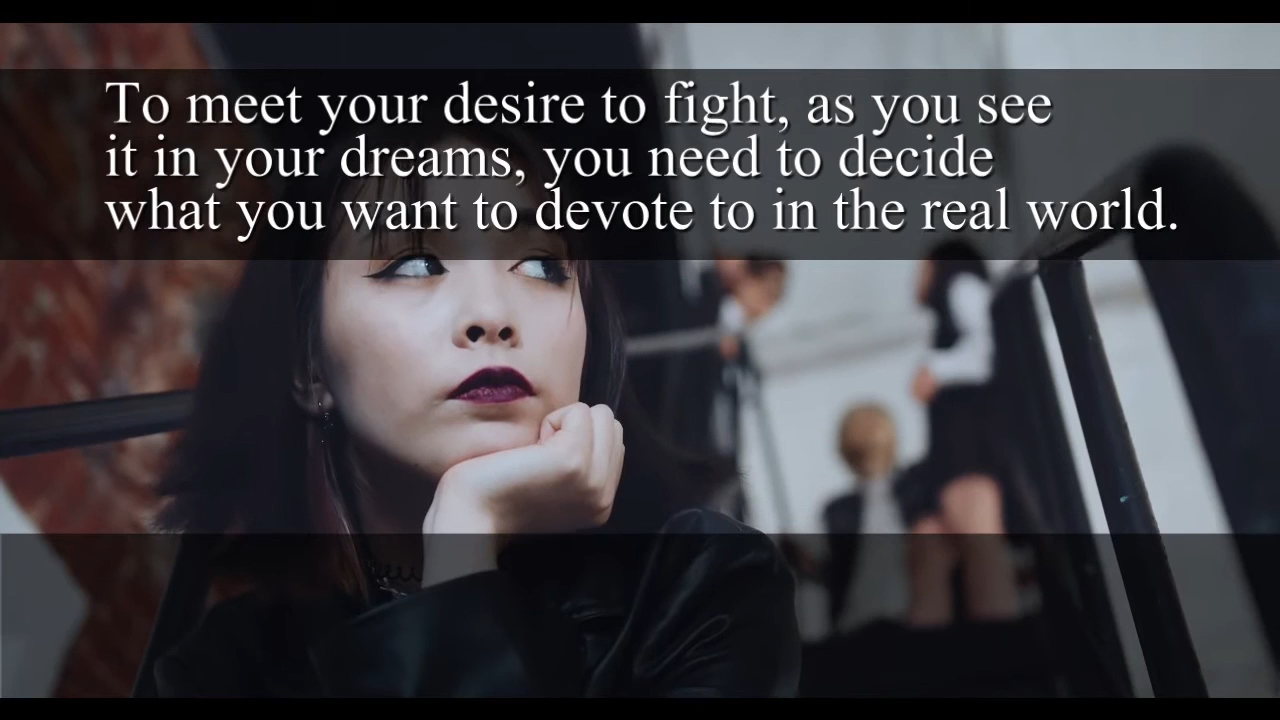 To meet your desire to fight, as you see
it in your dreams, you need to decide
what you want to devote to in the real world.